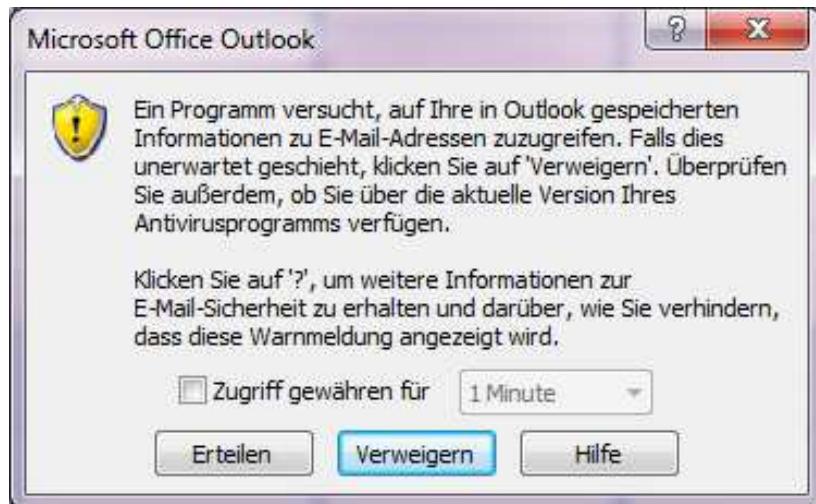 Microsoft Office Outlook
Ein Programm versucht, auf Ihre in Outlook gespeicherten
Informationen zu E-Mail-Adressen zuzugreifen. Falls dies
unerwartet geschieht, klicken Sie auf 'Verweigern'. Überprüfen
Sie außerdem, ob Sie über die aktuelle Version Ihres
Antivirusprogramms verfügen.
Klicken Sie auf '?', um weitere Informationen zur
E-Mail-Sicherheit zu erhalten und darüber, wie Sie verhindern,
dass diese Warnmeldung angezeigt wird.
Zugriff gewähren für 1 Minute
Erteilen Verweigern Hilfe